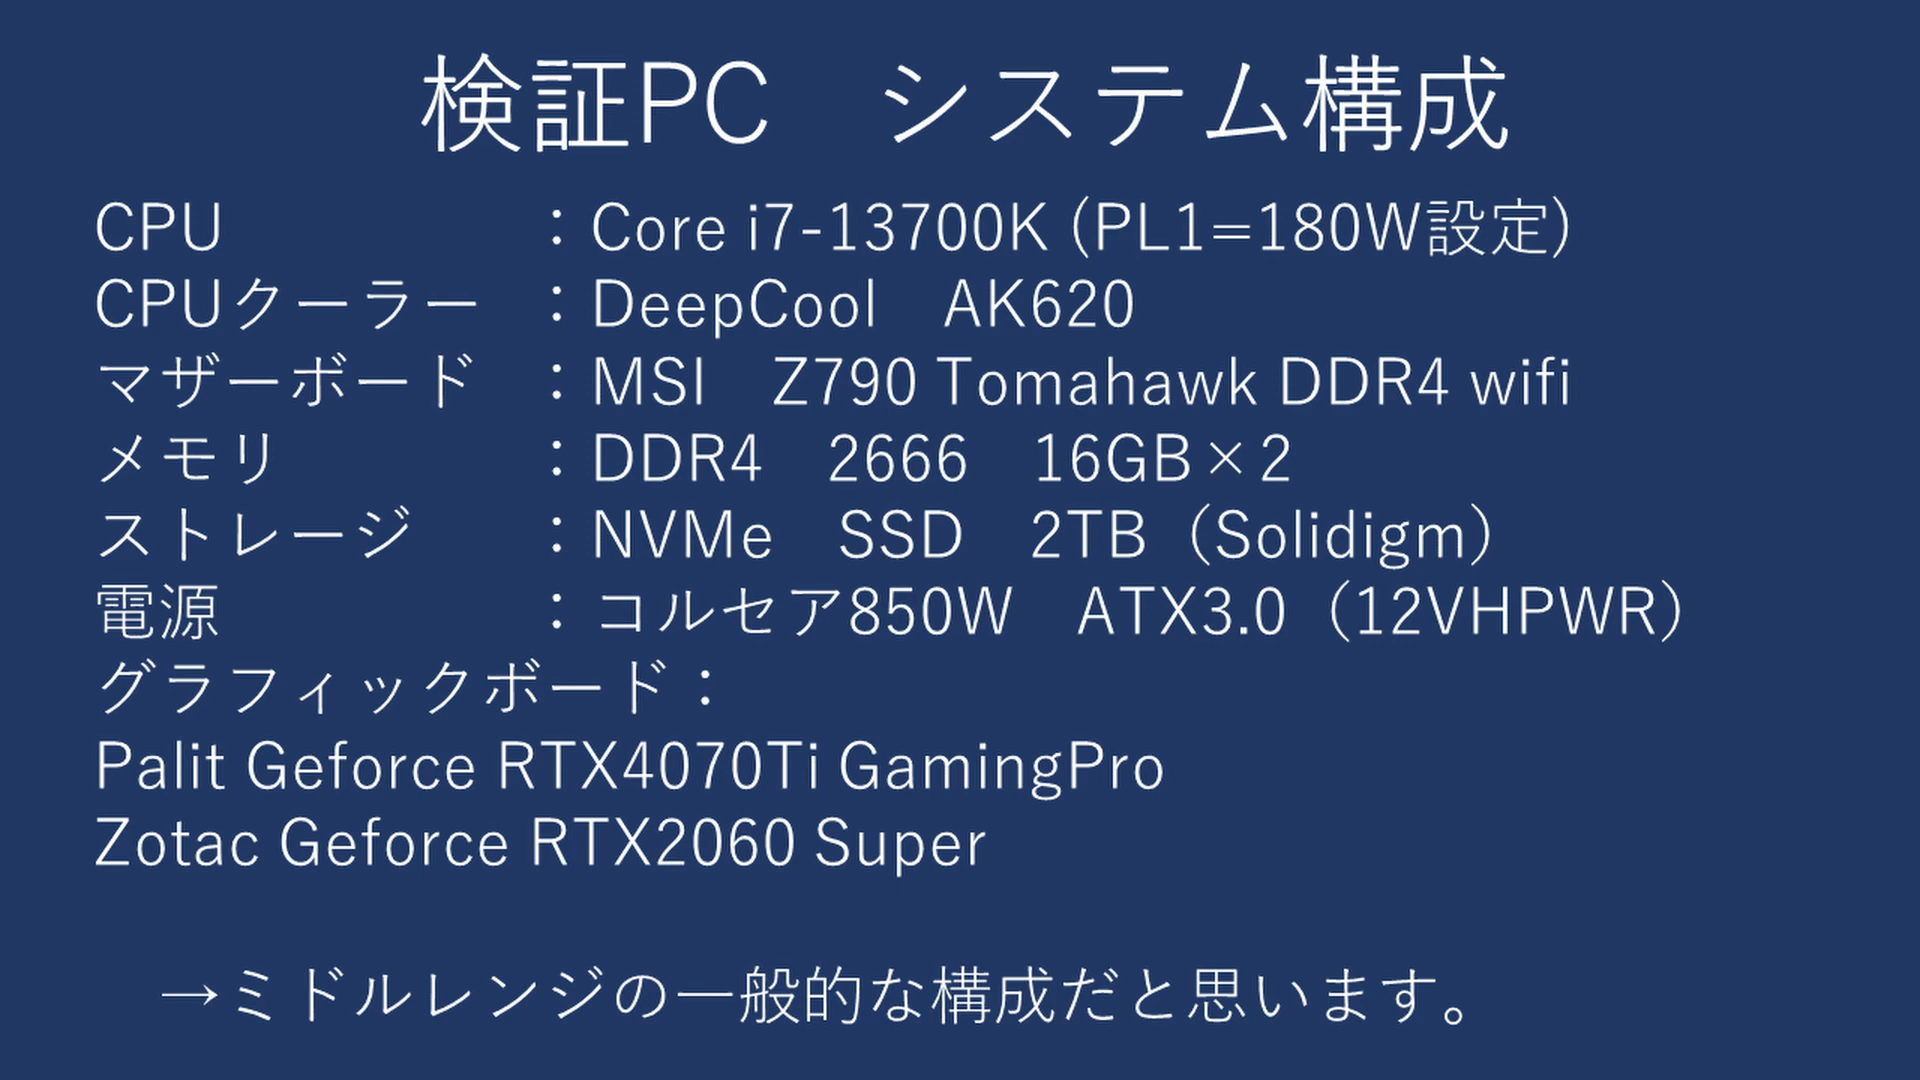 検証PC　システム構成
CPU　　　　　：Core i7-13700K (PL1=180W設定)
CPUクーラー　：DeepCool　AK620
マザーボード　：MSI　Z790 Tomahawk DDR4 wifi
メモリ　　　　：DDR4　2666　16GB×2
ストレージ　　：NVMe　SSD　2TB（Solidigm）
電源　　　　　：コルセア850W　ATX3.0（12VHPWR）
グラフィックボード：
Palit Geforce RTX4070Ti GamingPro
Zotac Geforce RTX2060 Super
→ミドルレンジの一般的な構成だと思います。